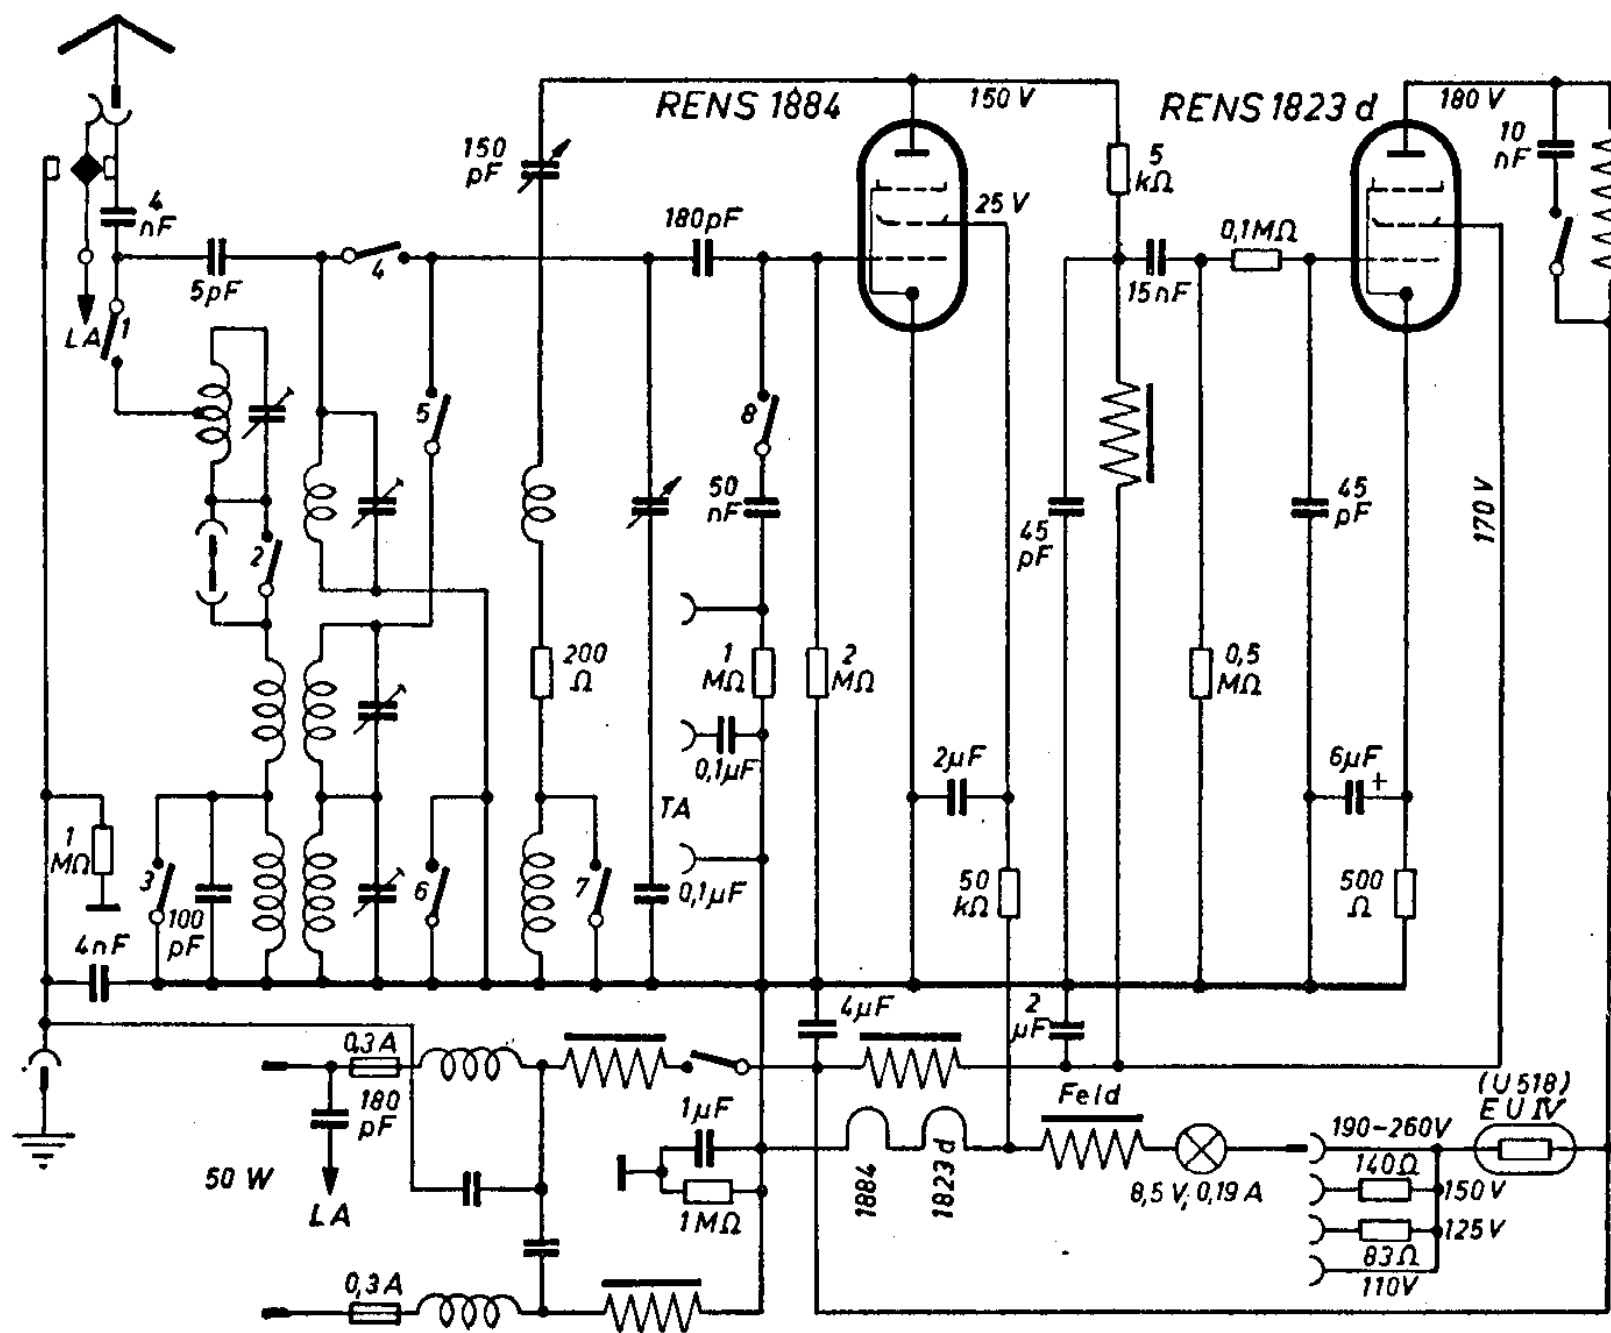 RENS 1884
150 V
RENS 1823 d
180 V
10
nF
150
pF
5
kΩ
4
nF
25 V
180pF
0,1MΩ
5pF
4
15nF
LA
1
5
8
2
50
nF
45
pF
45
pF
170 V
200
Ω
1
MΩ
2
MΩ
0,5
MΩ
0,1µF
2µF
6µF
+
TA
1
MΩ
3
100
pF
6
7
0,1µF
50
kΩ
500
Ω
4nF
4µF
2
µF
0,3A
180
pF
1µF
Feld
(U518)
EUIV
190-260V
50 W
LA
1884
1823 d
8,5 V; 0,19 A
140Ω
150 V
1MΩ
125V
83Ω
0,3A
110V